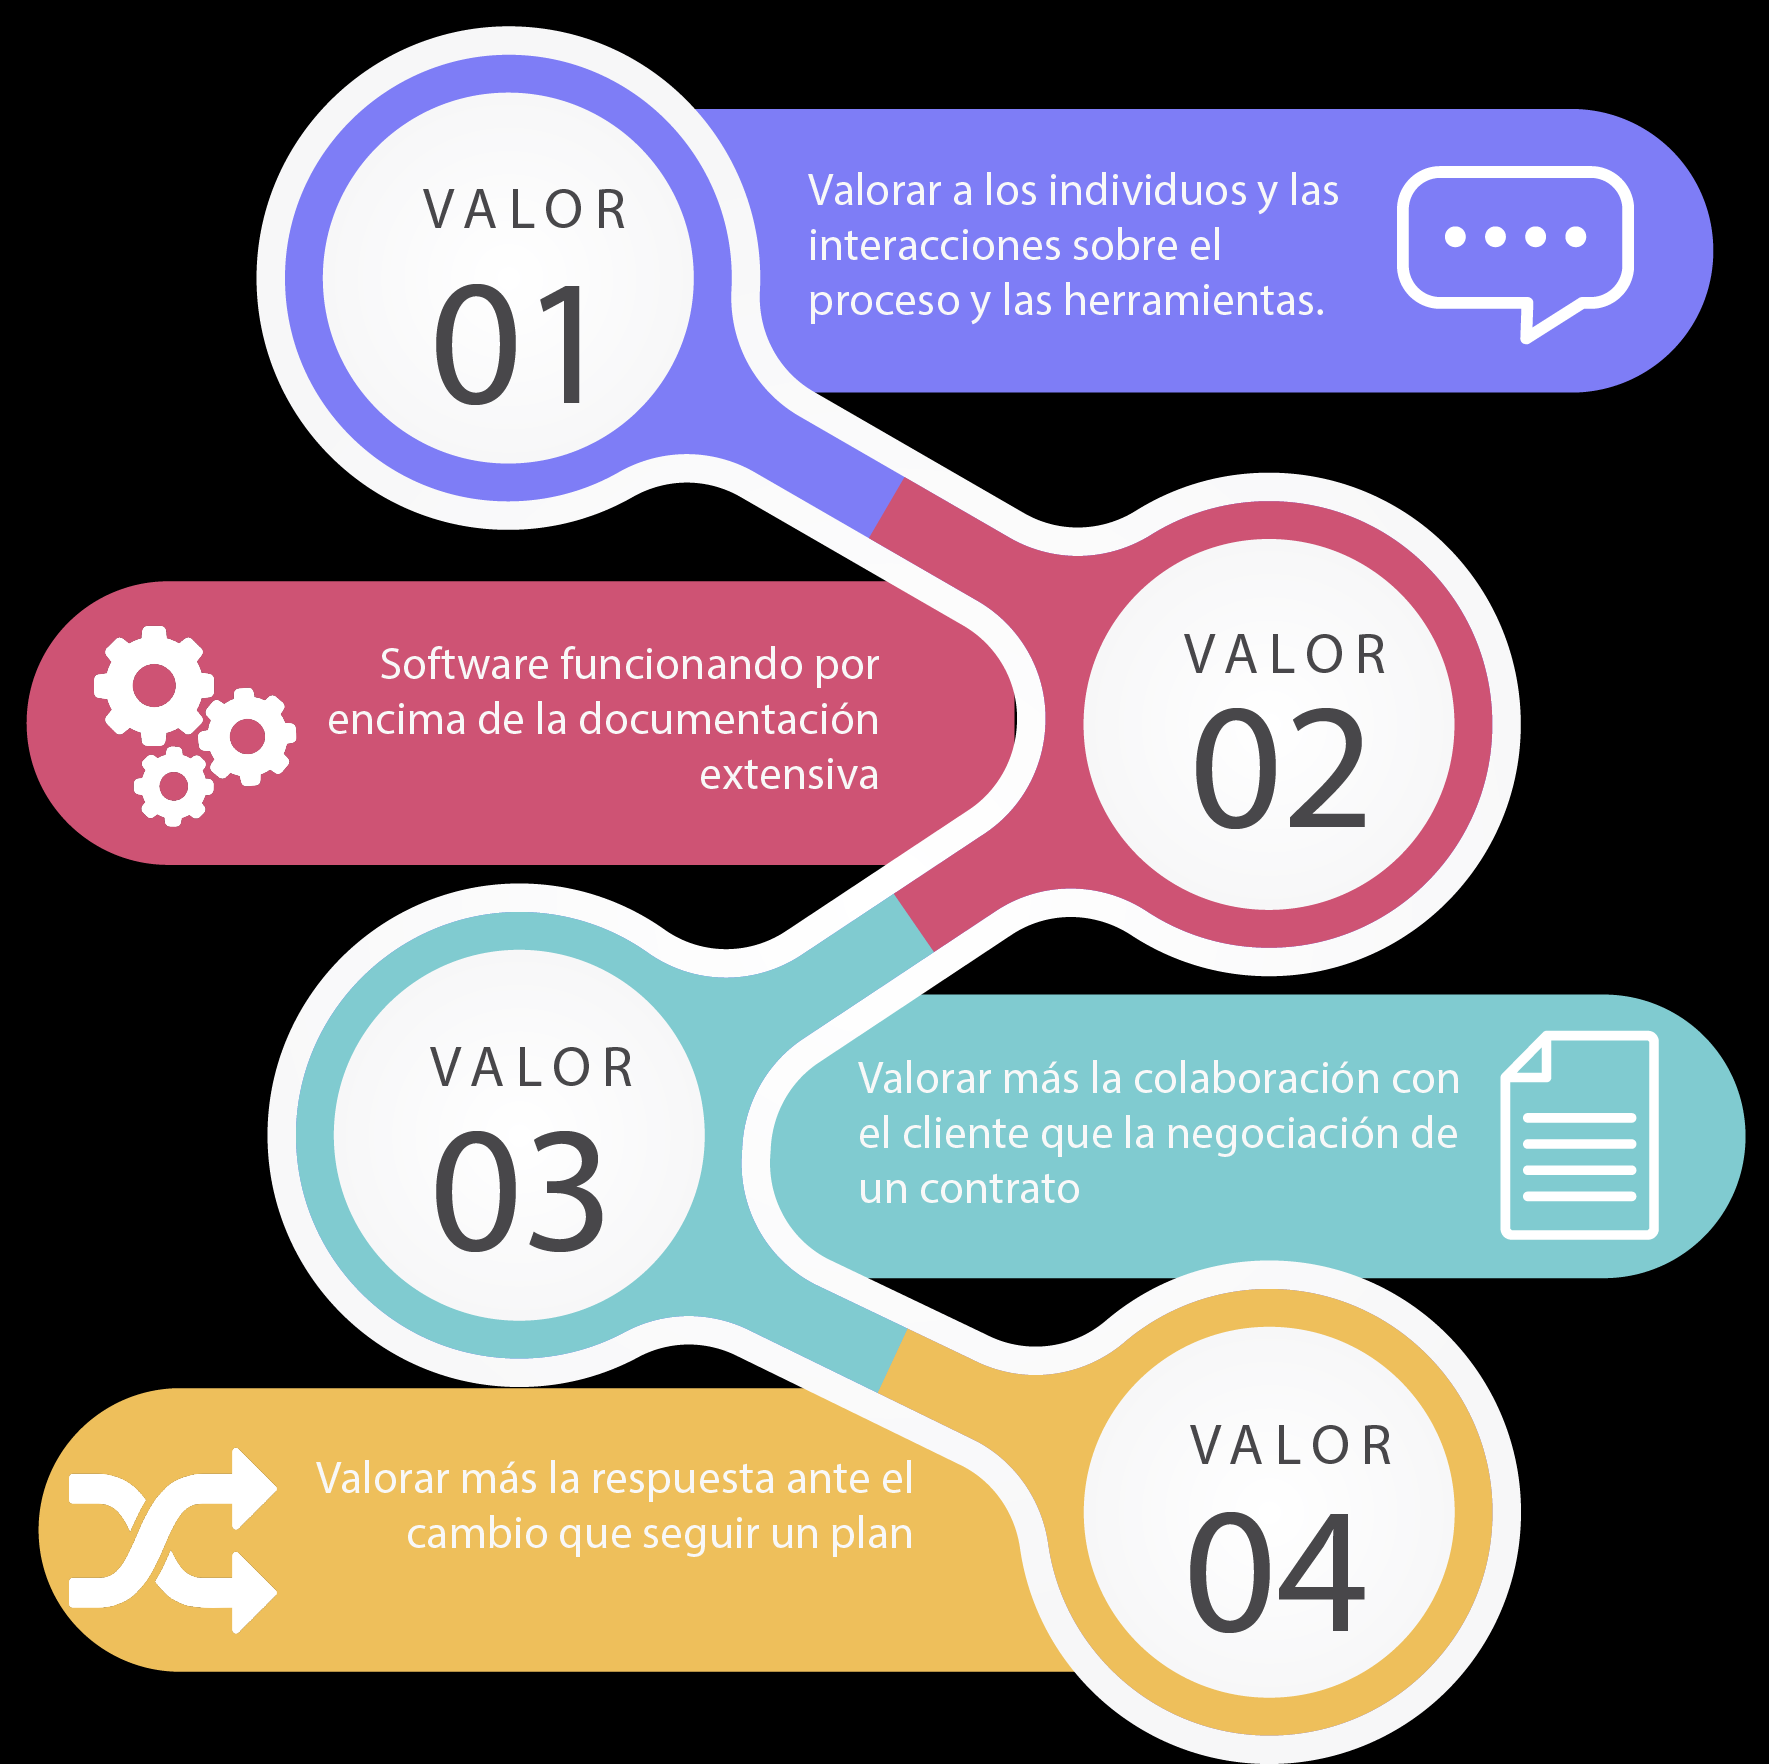 VALOR
01
Valorar a los individuos y las
interacciones sobre el
proceso y las herramientas.
VALOR
02
Software funcionando por
encima de la documentación
extensiva
VALOR
03
Valorar más la colaboración con
el cliente que la negociación de
un contrato
VALOR
04
Valorar más la respuesta ante el
cambio que seguir un plan